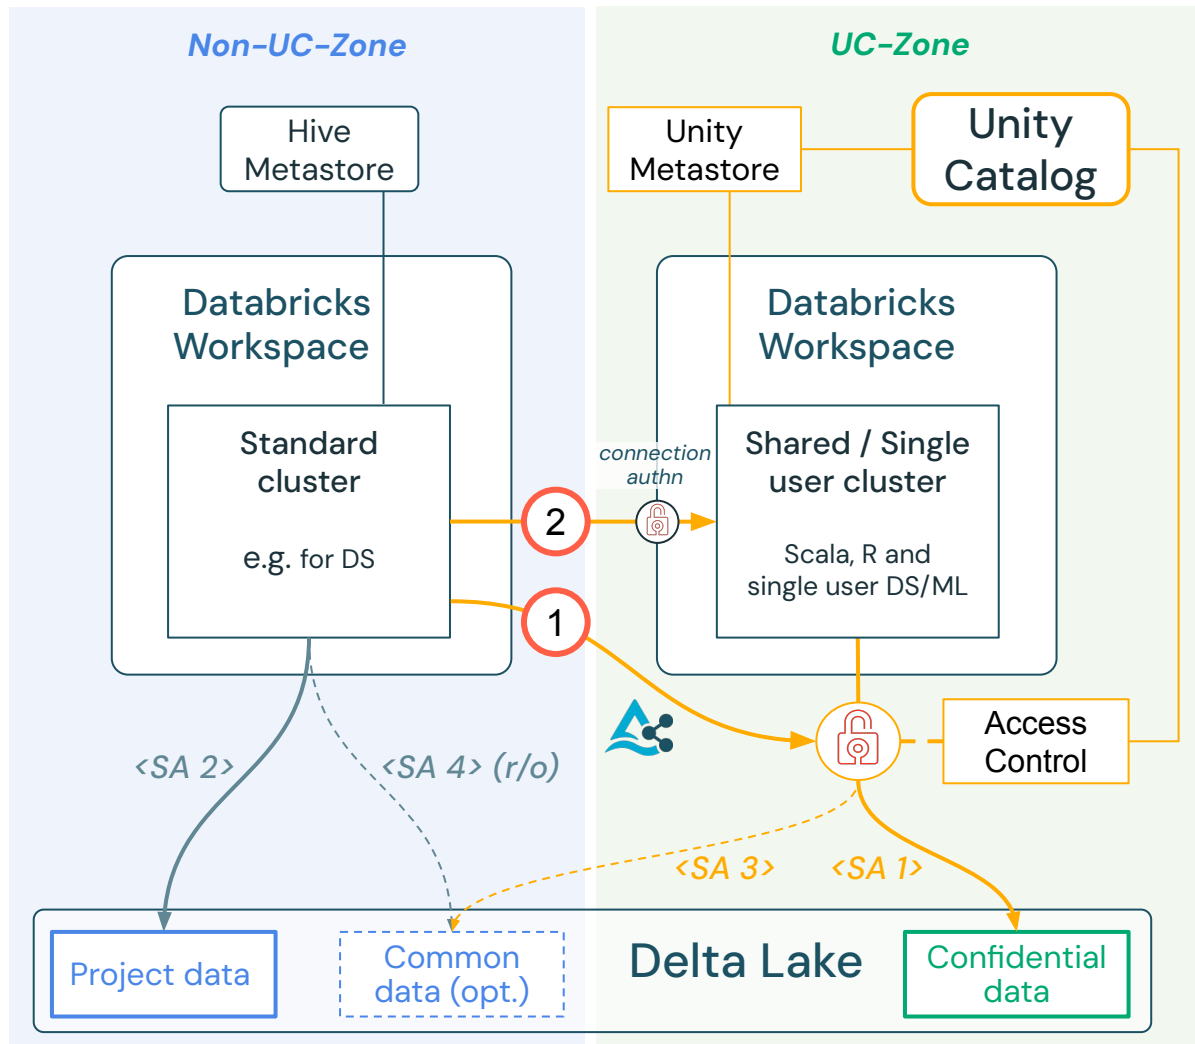 Non-UC-Zone
UC-Zone
Hive
Metastore
Unity
Metastore
Unity
Catalog
Databricks
Workspace
Databricks
Workspace
Standard
cluster
e.g. for DS
connection
authn
Shared / Single
user cluster
Scala, R and
single user DS/ML
2
1
<SA 2>
<SA 4> (r/o)
Access
Control
<SA 3>
<SA 1>
Project data
Common
data (opt.)
Delta Lake
Confidential
data